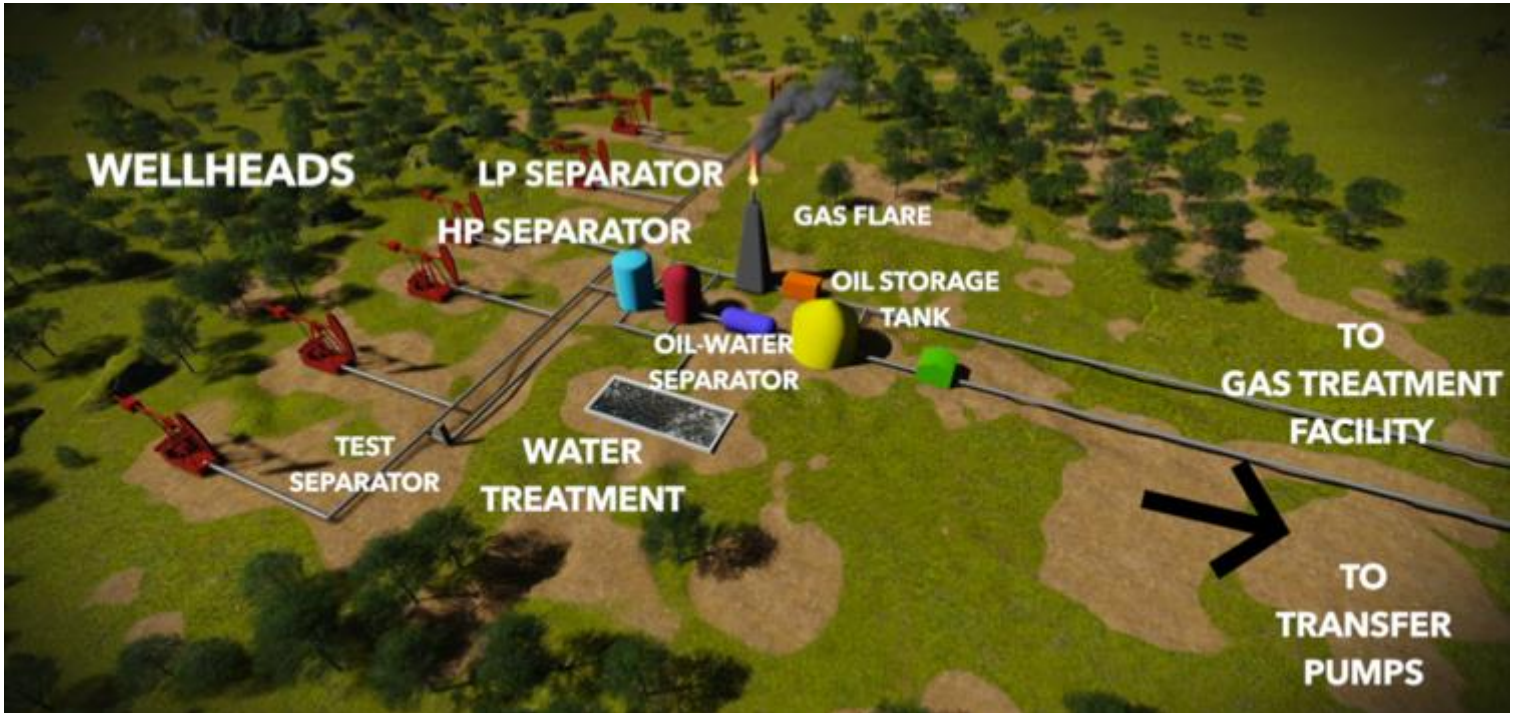 WELLHEADS
LP SEPARATOR
HP SEPARATOR
GAS FLARE
OIL STORAGE
TANK
OIL-WATER
SEPARATOR
TO
GAS TREATMENT
FACILITY
TEST
SEPARATOR
WATER
TREATMENT
TO
TRANSFER
PUMPS